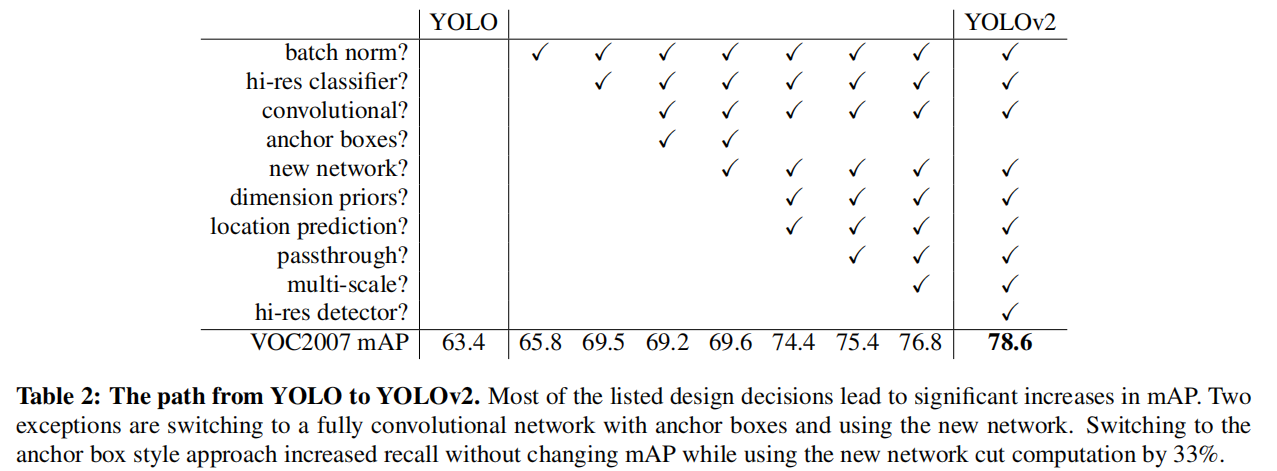 YOLO YOLOv2
batch norm? ✓ ✓ ✓ ✓ ✓ ✓ ✓ ✓
hi-res classifier? ✓ ✓ ✓ ✓ ✓ ✓ ✓
convolutional? ✓ ✓ ✓ ✓ ✓ ✓
anchor boxes? ✓ ✓
new network? ✓ ✓ ✓ ✓ ✓
dimension priors? ✓ ✓ ✓ ✓
location prediction? ✓ ✓ ✓ ✓
passthrough? ✓ ✓ ✓
multi-scale? ✓ ✓
hi-res detector? ✓
VOC2007 mAP 63.4 65.8 69.5 69.2 69.6 74.4 75.4 76.8 78.6
Table 2: The path from YOLO to YOLOv2. Most of the listed design decisions lead to significant increases in mAP. Two
exceptions are switching to a fully convolutional network with anchor boxes and using the new network. Switching to the
anchor box style approach increased recall without changing mAP while using the new network cut computation by 33%.